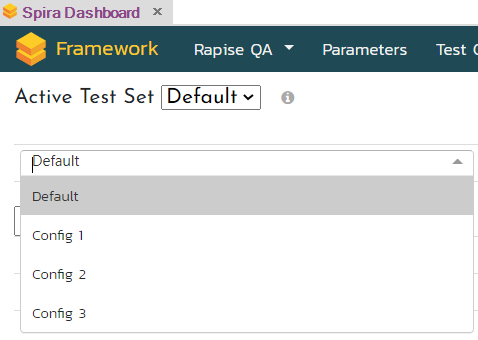 Spira Dashboard ×
Framework Rapise QA Parameters Test
Active Test Set Default
Default
Default
Config 1
Config 2
Config 3